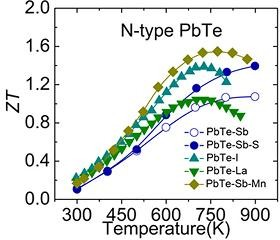 N-type PbTe
ZT
2.0
1.6
1.2
0.8
0.4
0.0
PbTe-Sb
PbTe-Sb-S
PbTe-I
PbTe-La
PbTe-Sb-Mn
300 450 600 750 900
Temperature(K)